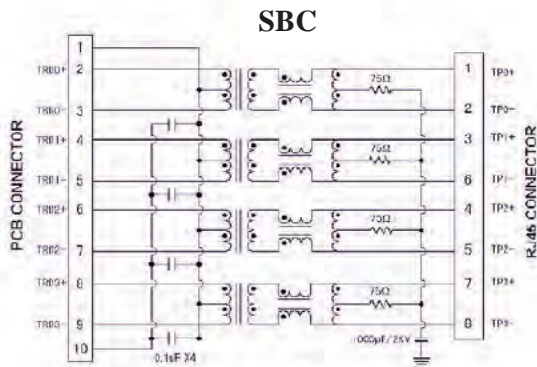 SBC
PCB CONNECTOR
1
TRD0+ 2
TRD0- 3
TRD1+ 4
TRD1- 5
TRD2+ 6
TRD2- 7
TRD3+ 8
TRD3- 9
10
0.1uF X4
75Ω
75Ω
75Ω
75Ω
1000pF/2KV
1 TP0+
2 TP0-
3 TP1+
6 TP1-
4 TP2+
5 TP2-
7 TP3+
8 TP3-
RJ45 CONNECTOR